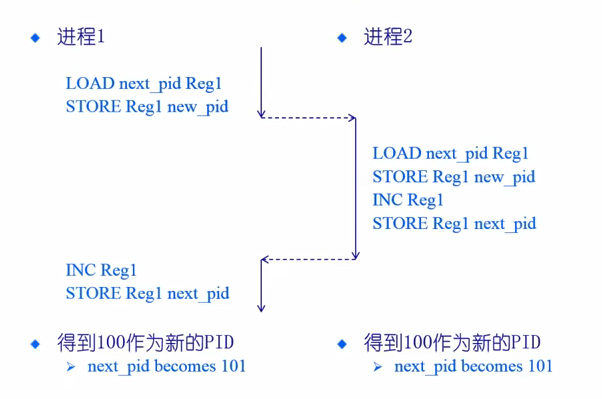 进程1
LOAD next_pid Reg1
STORE Reg1 new_pid
INC Reg1
STORE Reg1 next_pid
得到100作为新的PID
next_pid becomes 101
进程2
LOAD next_pid Reg1
STORE Reg1 new_pid
INC Reg1
STORE Reg1 next_pid
得到100作为新的PID
next_pid becomes 101